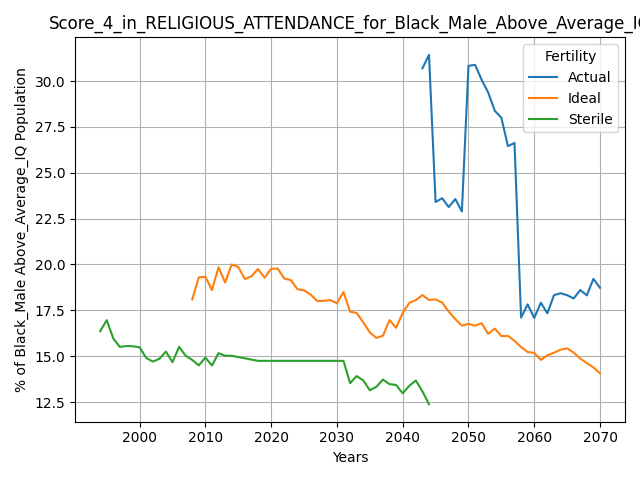 Score_4_in_RELIGIOUS_ATTENDANCE_for_Black_Male_Above_Average_IQ
Fertility
Actual
Ideal
Sterile
% of Black_Male Above_Average_IQ Population
30.0
27.5
25.0
22.5
20.0
17.5
15.0
12.5
2000
2010
2020
2030
2040
2050
2060
2070
Years